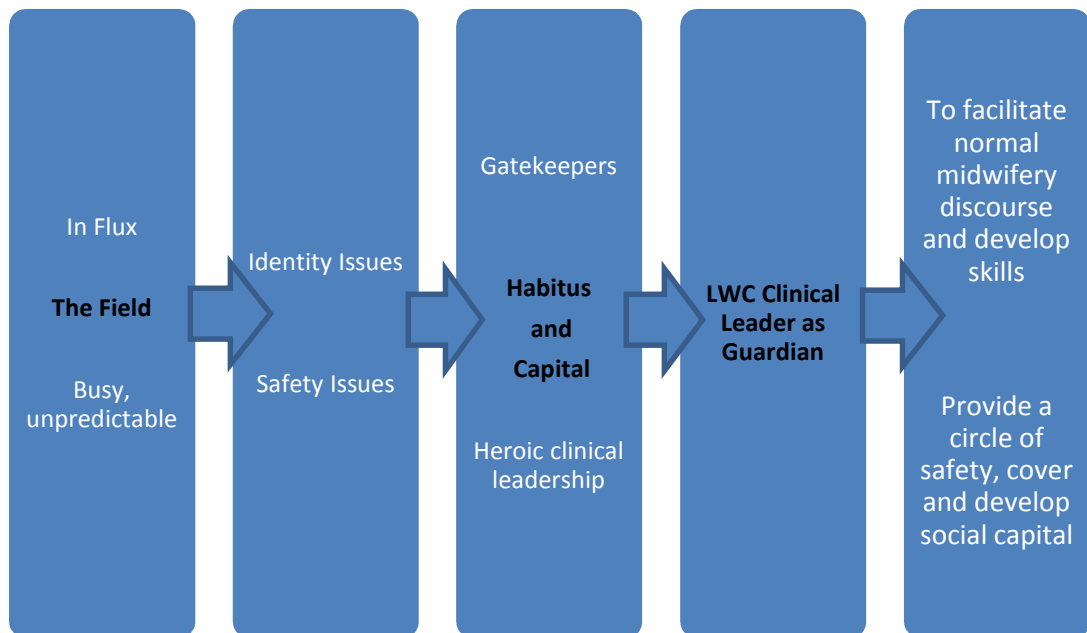 In Flux
The Field
Busy,
unpredictable
Identity Issues
Safety Issues
Gatekeepers
Habitus
and
Capital
Heroic clinical
leadership
LWC Clinical
Leader as
Guardian
To facilitate
normal
midwifery
discourse
and develop
skills
Provide a
circle of
safety, cover
and develop
social capital